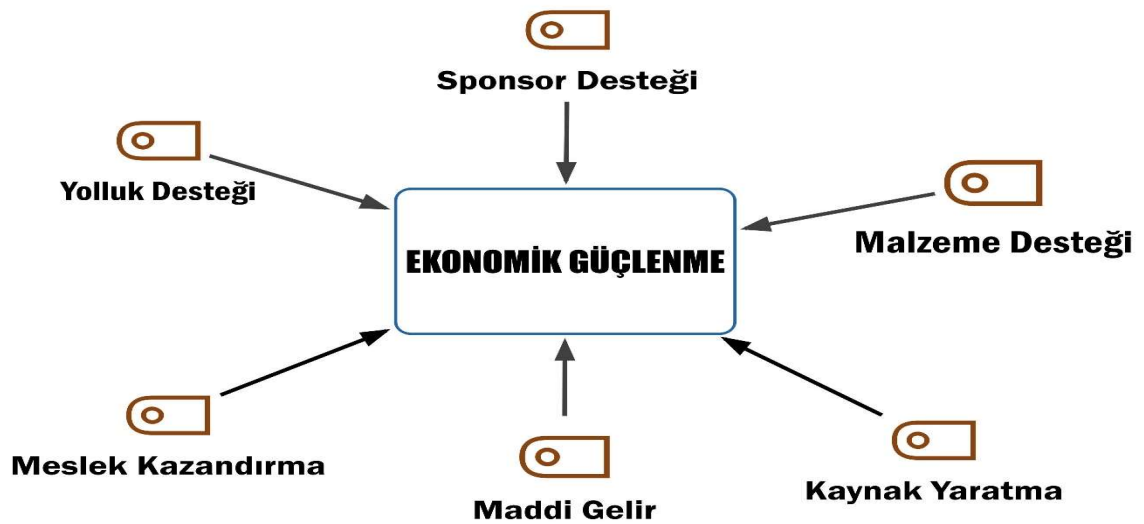 Sponsor Desteği
Yolluk Desteği
Malzeme Desteği
EKONOMİK GÜÇLENME
Meslek Kazandırma
Maddi Gelir
Kaynak Yaratma